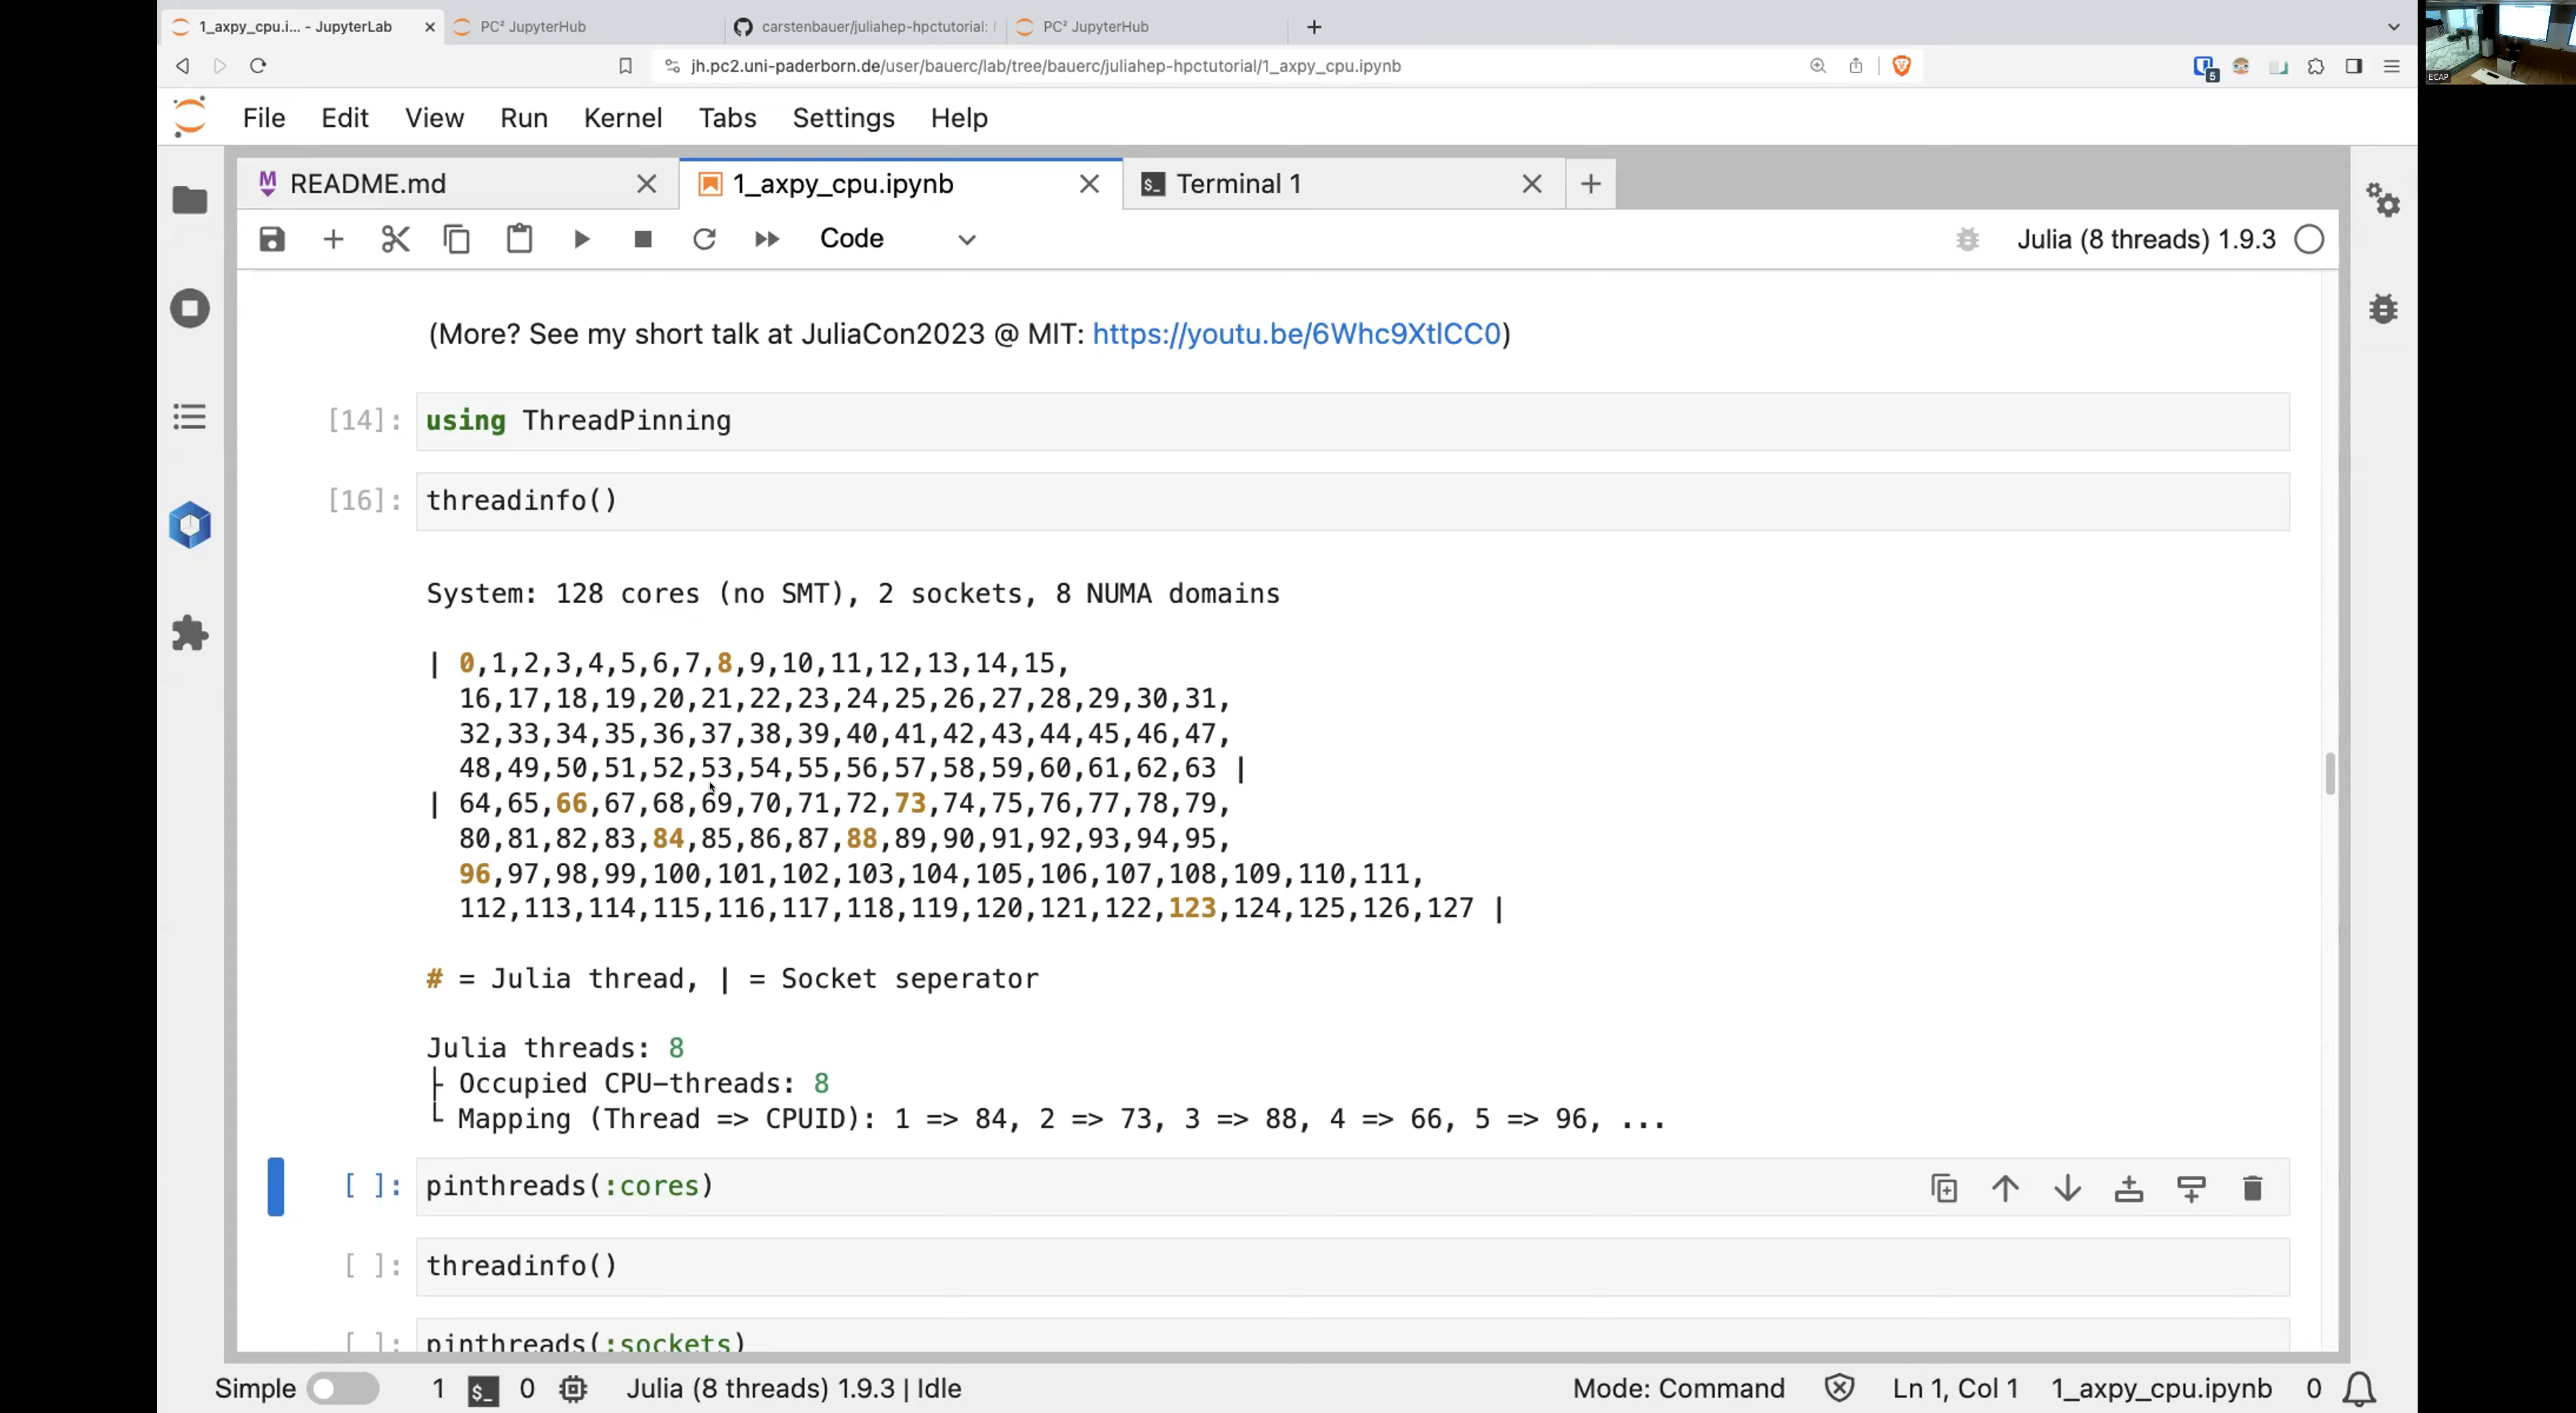 1_axpy_cpu.i... - JupyterLab
PC² JupyterHub
carstenbauer/juliahep-hpctutorial:
PC² JupyterHub
jh.pc2.uni-paderborn.de/user/bauerc/lab/tree/bauerc/juliahep-hpctutorial/1_axpy_cpu.ipynb
5
ECAP
File Edit View Run Kernel Tabs Settings Help
README.md
1_axpy_cpu.ipynb
Terminal 1
Code
Julia (8 threads) 1.9.3
(More? See my short talk at JuliaCon2023 @ MIT: https://youtu.be/6Whc9XtlCC0)
[14]: using ThreadPinning
[16]: threadinfo()
System: 128 cores (no SMT), 2 sockets, 8 NUMA domains
| 0,1,2,3,4,5,6,7,8,9,10,11,12,13,14,15,
16,17,18,19,20,21,22,23,24,25,26,27,28,29,30,31,
32,33,34,35,36,37,38,39,40,41,42,43,44,45,46,47,
48,49,50,51,52,53,54,55,56,57,58,59,60,61,62,63 |
| 64,65,66,67,68,69,70,71,72,73,74,75,76,77,78,79,
80,81,82,83,84,85,86,87,88,89,90,91,92,93,94,95,
96,97,98,99,100,101,102,103,104,105,106,107,108,109,110,111,
112,113,114,115,116,117,118,119,120,121,122,123,124,125,126,127 |
# = Julia thread, | = Socket seperator
Julia threads: 8
├ Occupied CPU-threads: 8
└ Mapping (Thread => CPUID): 1 => 84, 2 => 73, 3 => 88, 4 => 66, 5 => 96, ...
[ ]: pinthreads(:cores)
[ ]: threadinfo()
[ ]: pinthreads(:sockets)
Simple 1 $_ 0 Julia (8 threads) 1.9.3 | Idle Mode: Command Ln 1, Col 1 1_axpy_cpu.ipynb 0